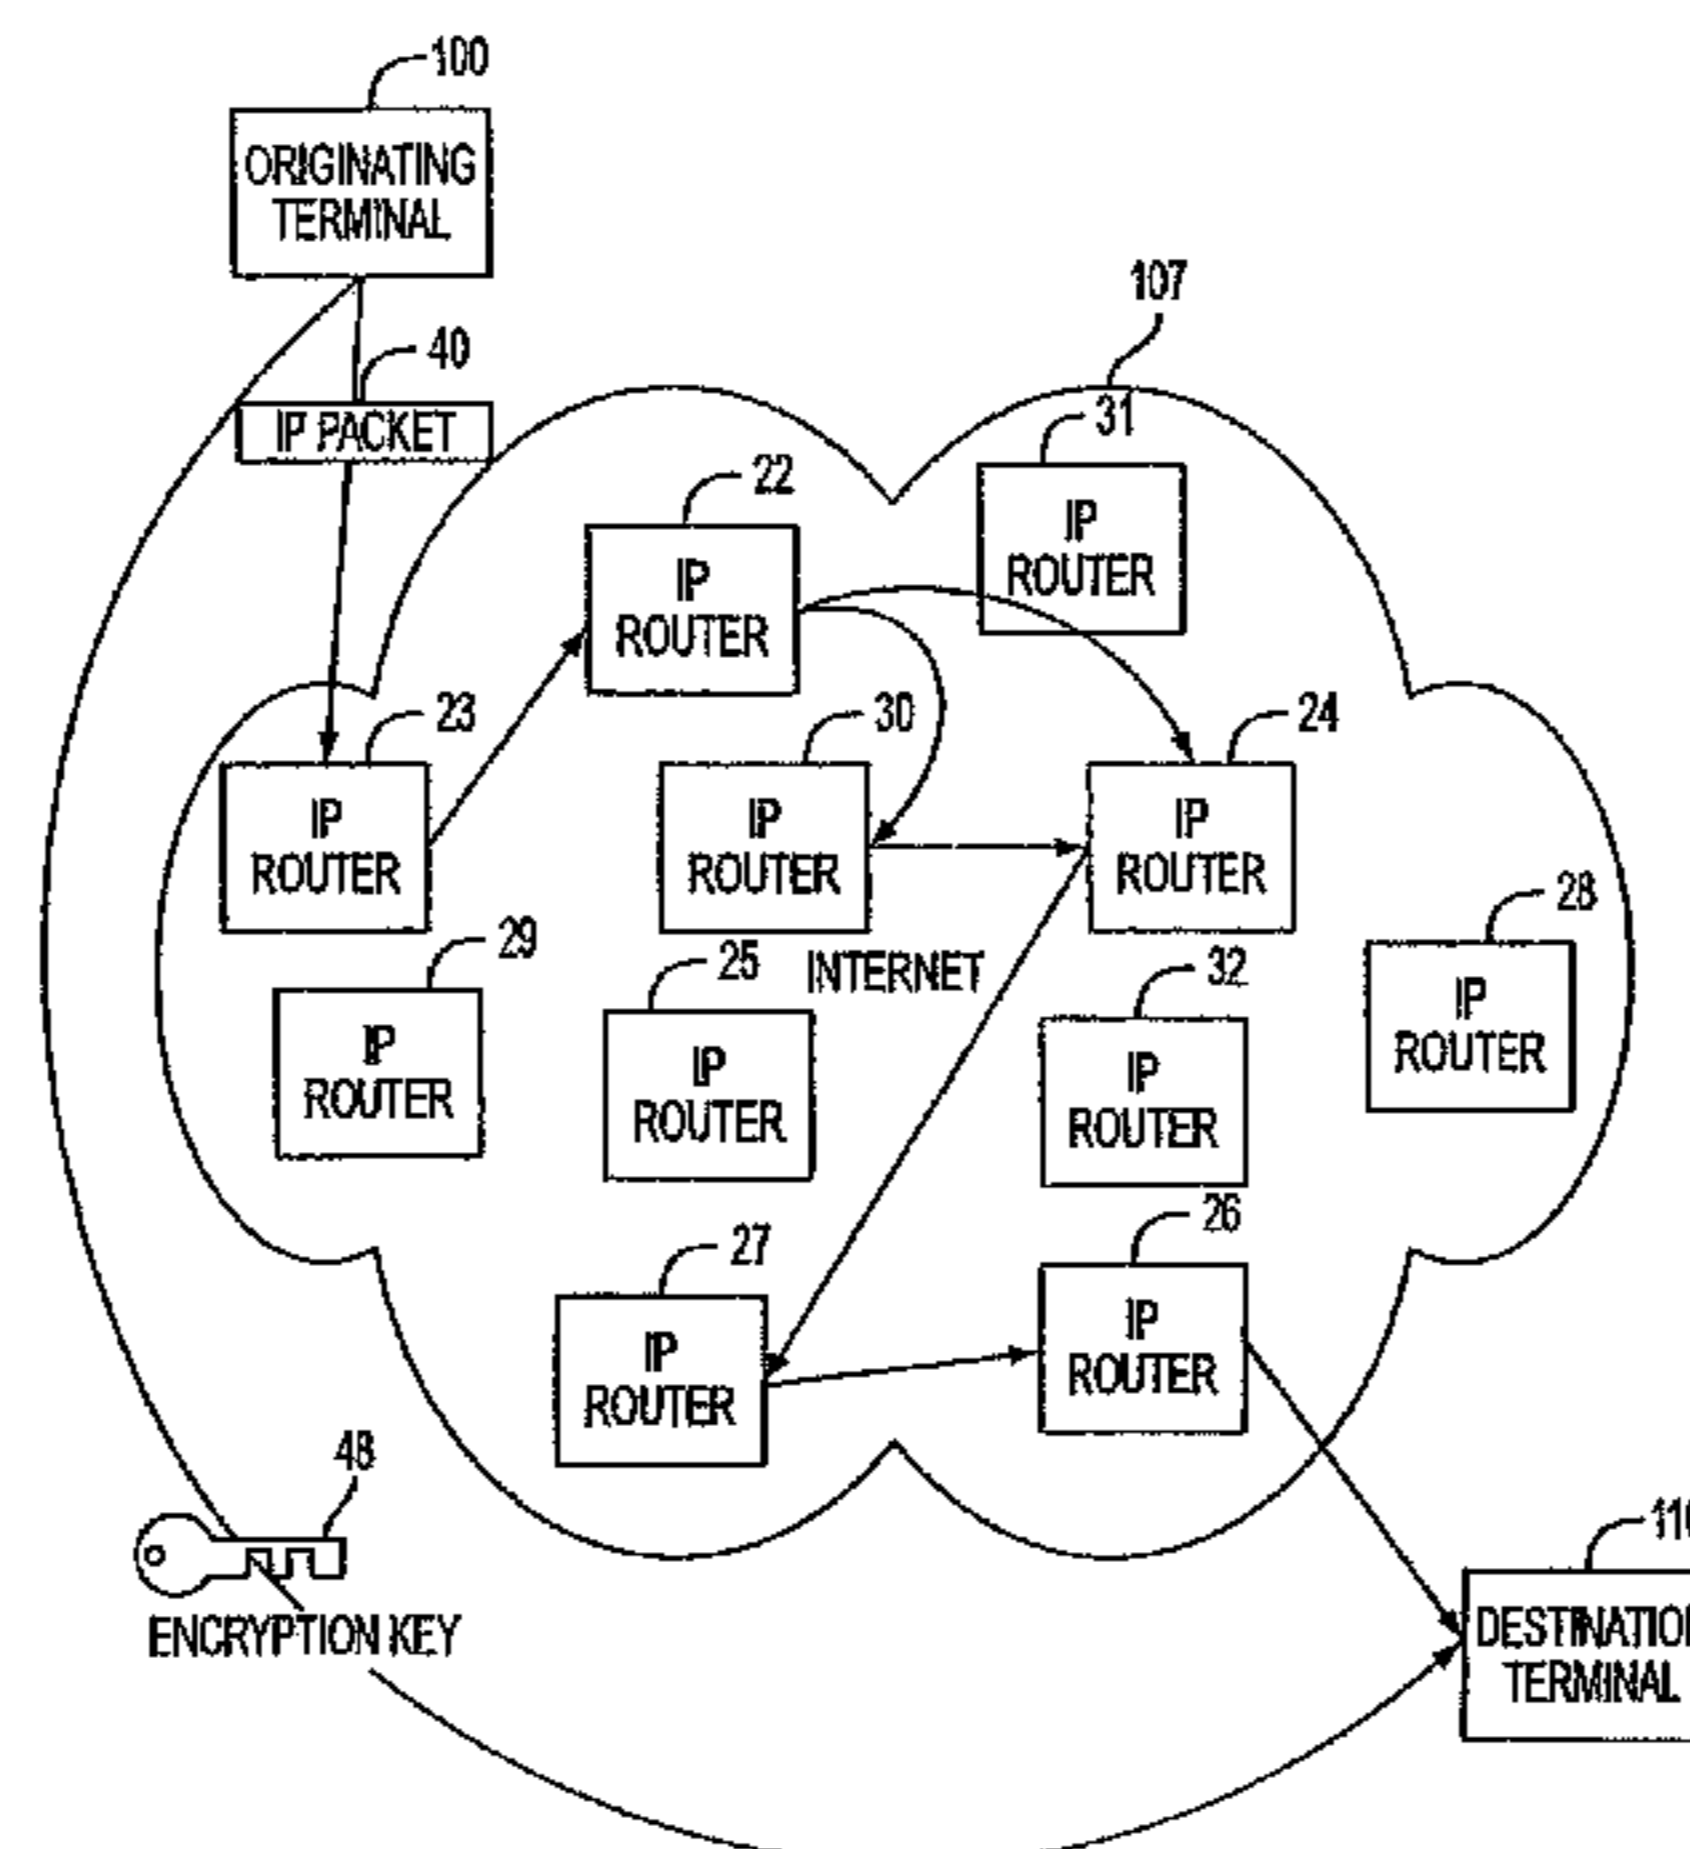 100
ORIGINATING
TERMINAL
107
40
IP PACKET
31
IP
ROUTER
22
IP
ROUTER
23
IP
ROUTER
30
IP
ROUTER
24
IP
ROUTER
28
IP
ROUTER
29
IP
ROUTER
25
IP
ROUTER
INTERNET
32
IP
ROUTER
27
IP
ROUTER
26
IP
ROUTER
48
ENCRYPTION KEY
DESTINATIO
TERMINAL